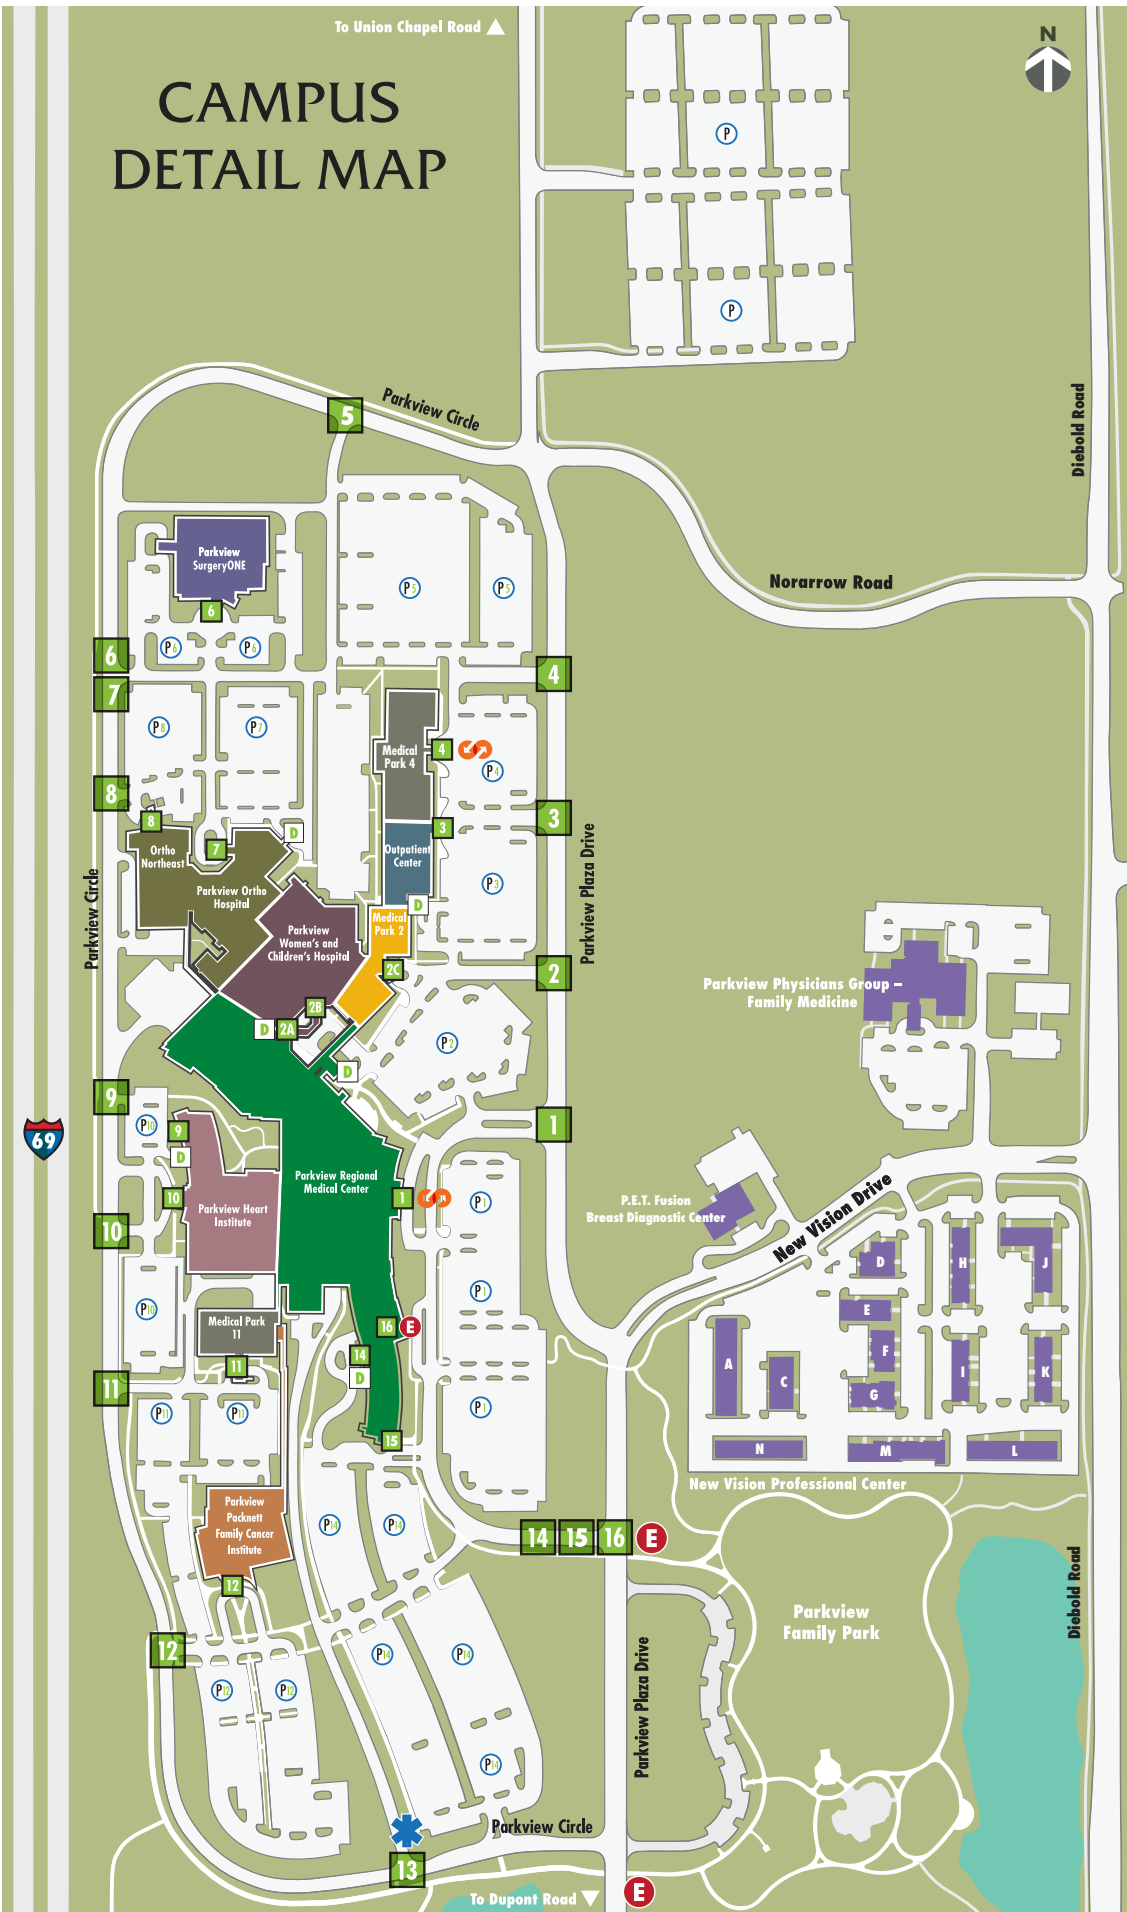 To Union Chapel Road
N
CAMPUS
DETAIL MAP
P
P
Parkview Circle
5
Diebold Road
Norarrow Road
Parkview
SurgeryONE
6
P5
P5
P6
P6
6
7
4
P8
P7
Medical
Park 4
4
P4
8
8
3
3
Ortho
Northeast
7
D
Outpatient
Center
P3
Parkview Plaza Drive
Parkview Circle
Parkview Ortho
Hospital
D
Medical
Park 2
Parkview
Women's and
Children's Hospital
2C
2
Parkview Physicians Group –
Family Medicine
2B
D
2A
P2
D
9
P10
9
1
69
D
Parkview Regional
Medical Center
10
1
P1
Parkview Heart
Institute
10
P.E.T. Fusion
Breast Diagnostic Center
New Vision Drive
D
H
J
P10
P1
E
Medical Park
11
16
E
14
F
11
D
A
C
I
K
11
G
P11
P11
P1
15
N
M
L
New Vision Professional Center
Parkview
Packnett
Family Cancer
Institute
P14
P14
14
15
16
E
12
Parkview
Family Park
Diebold Road
12
P14
P14
P12
P12
Parkview Plaza Drive
P14
Parkview Circle
13
To Dupont Road
E